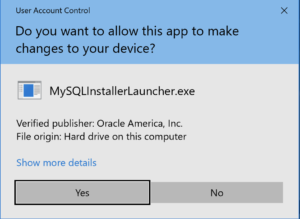 User Account Control
Do you want to allow this app to make
changes to your device?
MySQLInstallerLauncher.exe
Verified publisher: Oracle America, Inc.
File origin: Hard drive on this computer
Show more details
Yes
No